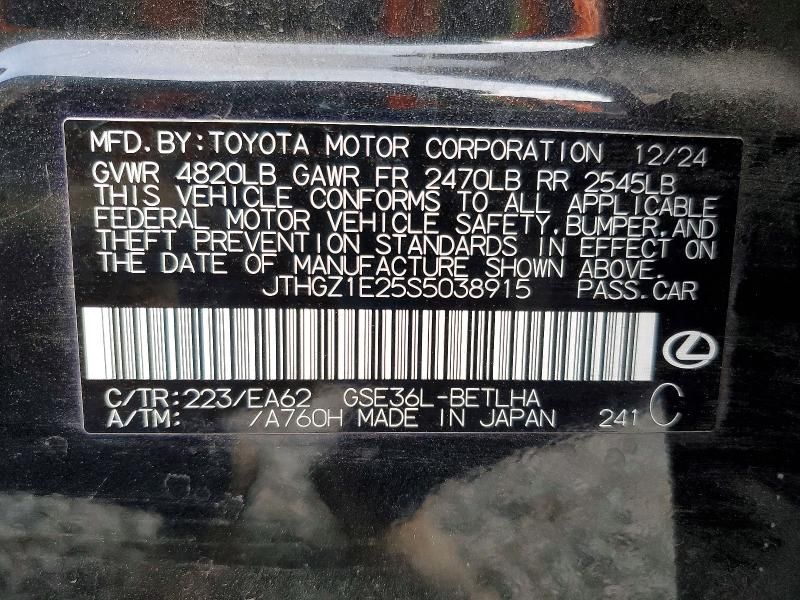 MFD.BY:TOYOTA MOTOR CORPORATION 12/24
GVWR 4820LB GAWR FR 2470LB RR 2545LB
THIS VEHICLE CONFORMS TO ALL APPLICABLE
FEDERAL MOTOR VEHICLE SAFETY,BUMPER,AND
THEFT PREVENTION STANDARDS IN EFFECT ON
THE DATE OF MANUFACTURE SHOWN ABOVE.
JTHGZ1E25S5038915 PASS.CAR
C/TR:223/EA62 GSE36L-BETLHA
A/TM: /A760H MADE IN JAPAN 241 C